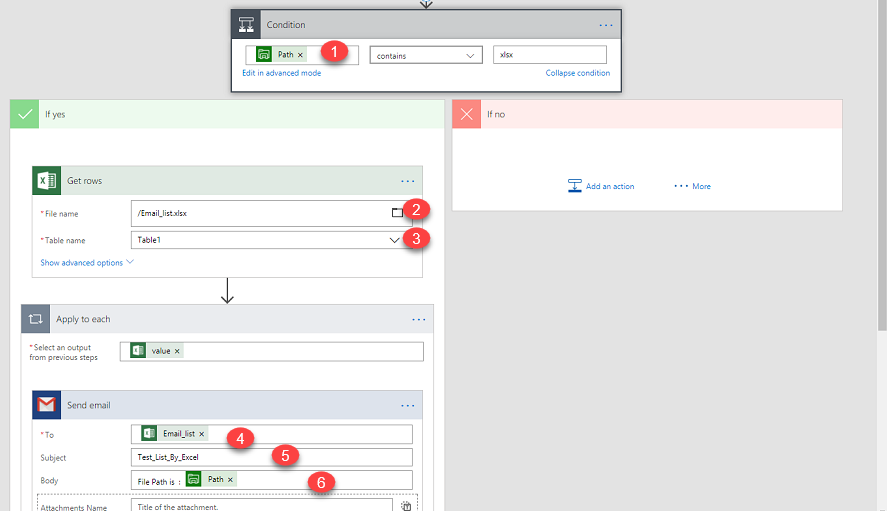 Condition
Path × 1 contains xlsx
Edit in advanced mode Collapse condition
If yes
If no
Get rows
Add an action More
* File name /Email_list.xlsx 2
* Table name Table1 3
Show advanced options
Apply to each
* Select an output
from previous steps
value ×
Send email
* To Email_list × 4
Subject Test_List_By_Excel 5
Body File Path is : Path × 6
Attachments Name Title of the attachment.